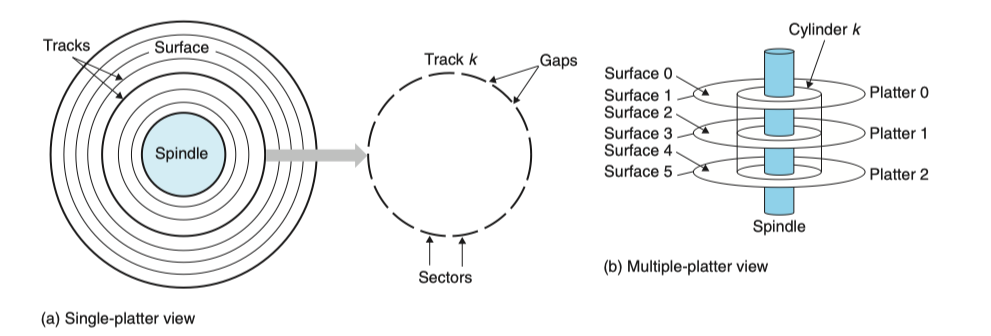 Tracks
Surface
Spindle
Track k
Gaps
Sectors
(a) Single-platter view
Cylinder k
Surface 0
Surface 1
Surface 2
Surface 3
Surface 4
Surface 5
Platter 0
Platter 1
Platter 2
Spindle
(b) Multiple-platter view